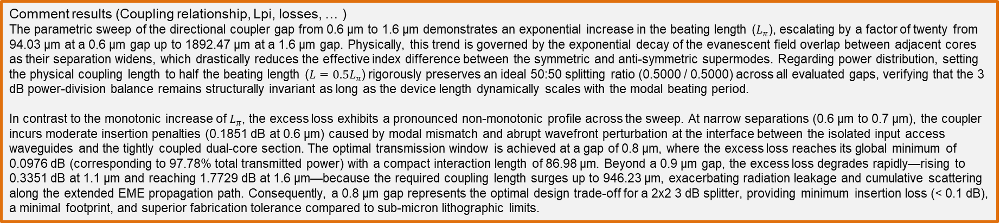 Comment results (Coupling relationship, Lpi, losses, … )
The parametric sweep of the directional coupler gap from 0.6 µm to 1.6 µm demonstrates an exponential increase in the beating length (𝐿𝜋), escalating by a factor of twenty from
94.03 µm at a 0.6 µm gap up to 1892.47 µm at a 1.6 µm gap. Physically, this trend is governed by the exponential decay of the evanescent field overlap between adjacent cores
as their separation widens, which drastically reduces the effective index difference between the symmetric and anti-symmetric supermodes. Regarding power distribution, setting
the physical coupling length to half the beating length (𝐿 = 0.5𝐿𝜋) rigorously preserves an ideal 50:50 splitting ratio (0.5000 / 0.5000) across all evaluated gaps, verifying that the 3
dB power-division balance remains structurally invariant as long as the device length dynamically scales with the modal beating period.
In contrast to the monotonic increase of 𝐿𝜋, the excess loss exhibits a pronounced non-monotonic profile across the sweep. At narrow separations (0.6 µm to 0.7 µm), the coupler
incurs moderate insertion penalties (0.1851 dB at 0.6 µm) caused by modal mismatch and abrupt wavefront perturbation at the interface between the isolated input access
waveguides and the tightly coupled dual-core section. The optimal transmission window is achieved at a gap of 0.8 µm, where the excess loss reaches its global minimum of
0.0976 dB (corresponding to 97.78% total transmitted power) with a compact interaction length of 86.98 µm. Beyond a 0.9 µm gap, the excess loss degrades rapidly—rising to
0.3351 dB at 1.1 µm and reaching 1.7729 dB at 1.6 µm—because the required coupling length surges up to 946.23 µm, exacerbating radiation leakage and cumulative scattering
along the extended EME propagation path. Consequently, a 0.8 µm gap represents the optimal design trade-off for a 2x2 3 dB splitter, providing minimum insertion loss (< 0.1 dB),
a minimal footprint, and superior fabrication tolerance compared to sub-micron lithographic limits.